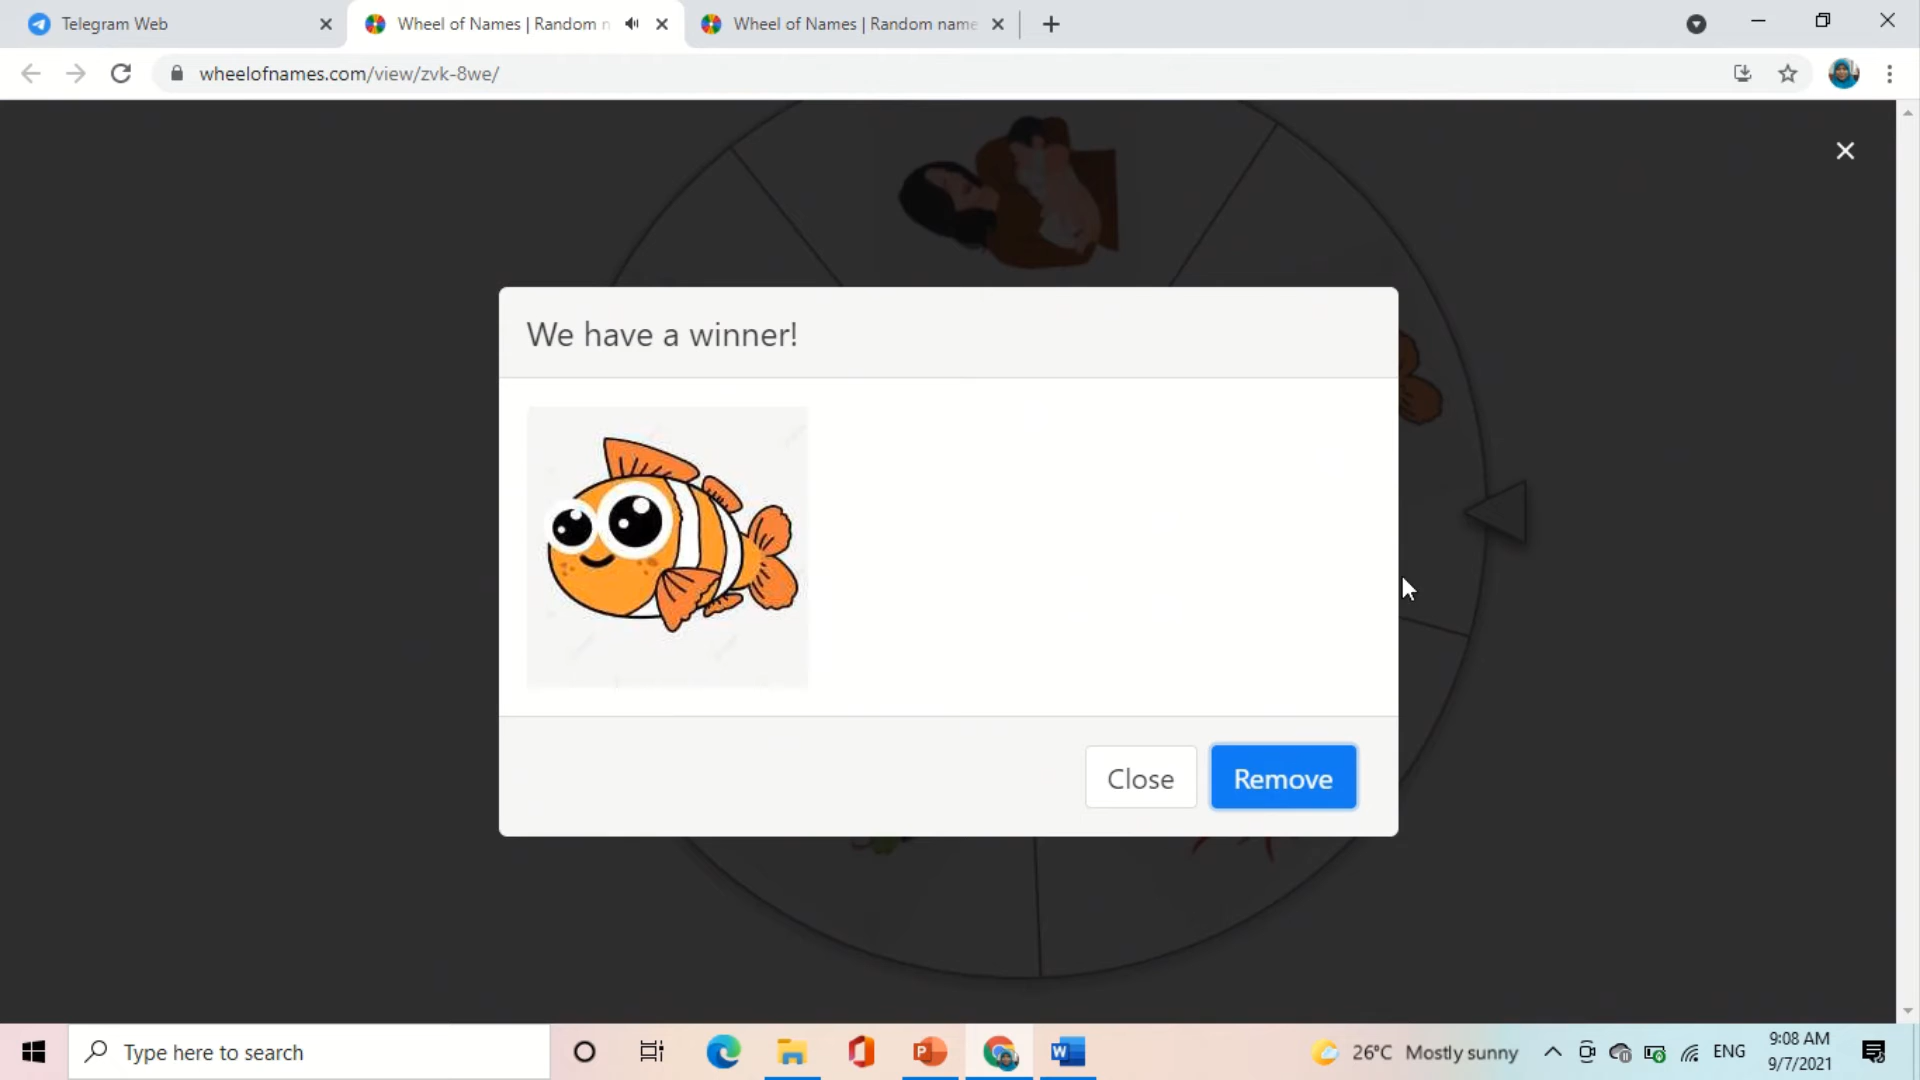 Telegram Web
Wheel of Names | Random n
Wheel of Names | Random name
wheelofnames.com/view/zvk-8we/
We have a winner!
Close
Remove
Type here to search
26°C Mostly sunny
ENG
9:08 AM
9/7/2021